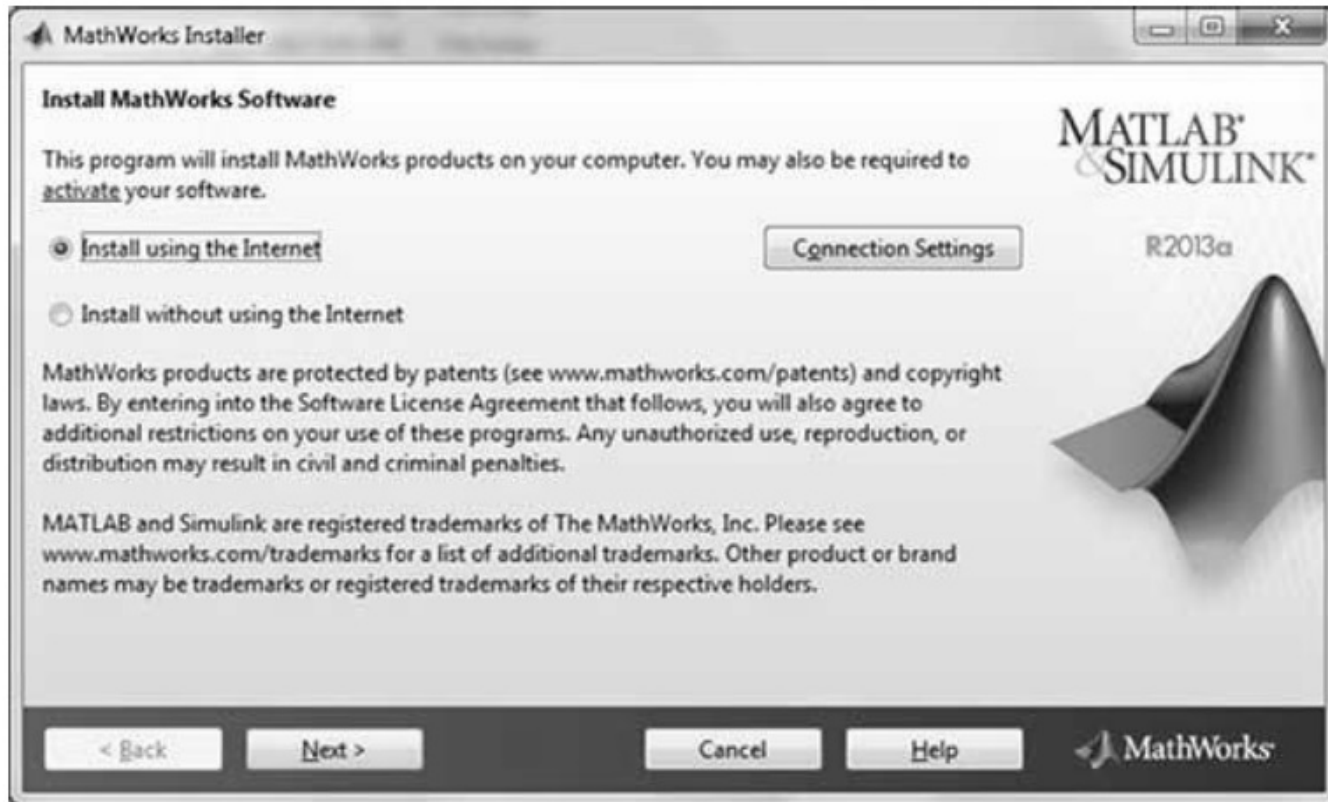 MathWorks Installer
Install MathWorks Software
This program will install MathWorks products on your computer. You may also be required to
activate your software.
Install using the Internet
Connection Settings
Install without using the Internet
MathWorks products are protected by patents (see www.mathworks.com/patents) and copyright
laws. By entering into the Software License Agreement that follows, you will also agree to
additional restrictions on your use of these programs. Any unauthorized use, reproduction, or
distribution may result in civil and criminal penalties.
MATLAB and Simulink are registered trademarks of The MathWorks, Inc. Please see
www.mathworks.com/trademarks for a list of additional trademarks. Other product or brand
names may be trademarks or registered trademarks of their respective holders.
MATLAB®
&SIMULINK®
R2013a
< Back
Next >
Cancel
Help
MathWorks®